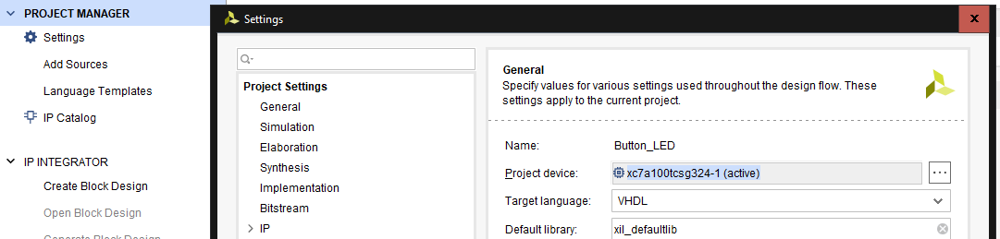 PROJECT MANAGER
Settings
Add Sources
Language Templates
IP Catalog
IP INTEGRATOR
Create Block Design
Open Block Design
Generate Block Design
Settings
Project Settings
General
Simulation
Elaboration
Synthesis
Implementation
Bitstream
IP
General
Specify values for various settings used throughout the design flow. These
settings apply to the current project.
Name: Button_LED
Project device: xc7a100tcsg324-1 (active)
Target language: VHDL
Default library: xil_defaultlib